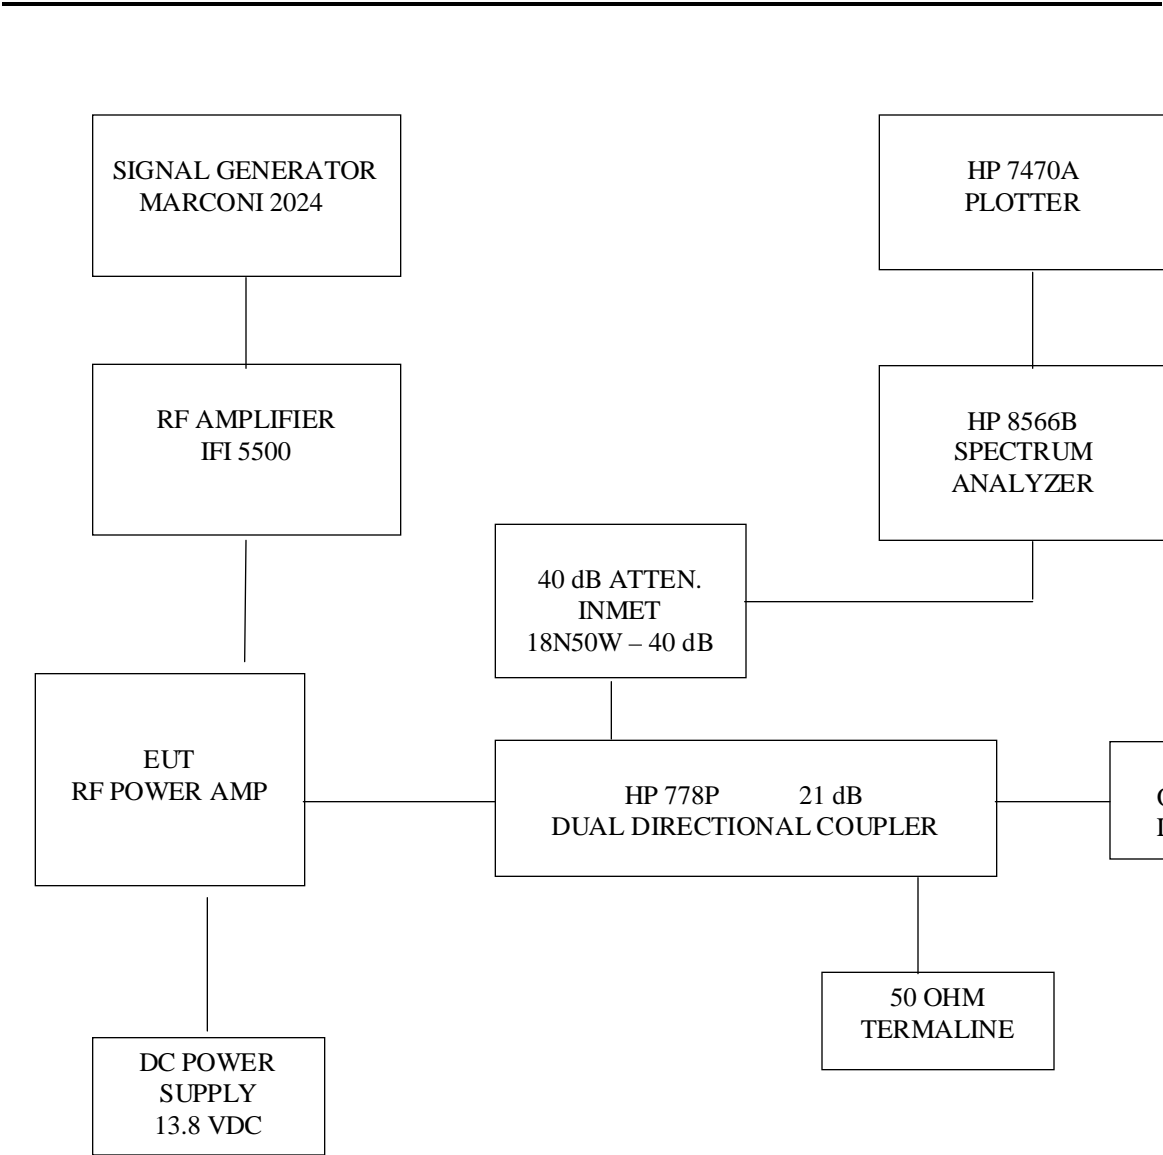 SIGNAL GENERATOR
MARCONI 2024
HP 7470A
PLOTTER
RF AMPLIFIER
IFI 5500
HP 8566B
SPECTRUM
ANALYZER
40 dB ATTEN.
INMET
18N50W – 40 dB
EUT
RF POWER AMP
HP 778P 21 dB
DUAL DIRECTIONAL COUPLER
50 OHM
TERMALINE
DC POWER
SUPPLY
13.8 VDC